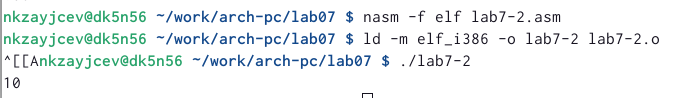 nkzayjcev@dk5n56 ~/work/arch-pc/lab07 $ nasm -f elf lab7-2.asm
nkzayjcev@dk5n56 ~/work/arch-pc/lab07 $ ld -m elf_i386 -o lab7-2 lab7-2.o
^[[Ankzayjcev@dk5n56 ~/work/arch-pc/lab07 $ ./lab7-2
10